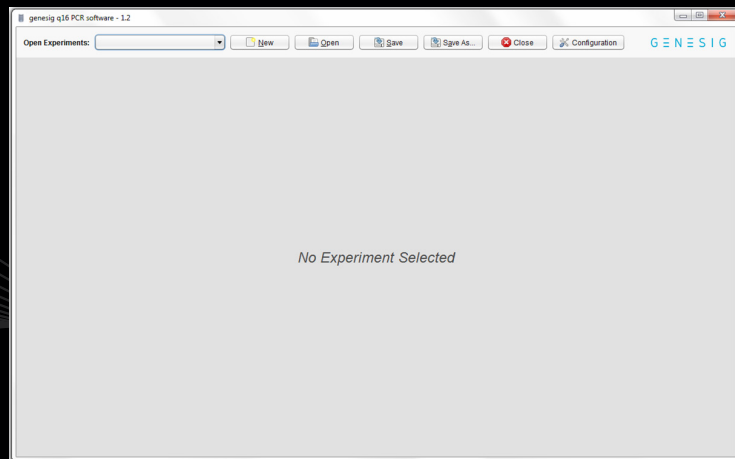 genesig q16 PCR software - 1.2
Open Experiments: New Open Save Save As... Close Configuration GENESIG
No Experiment Selected